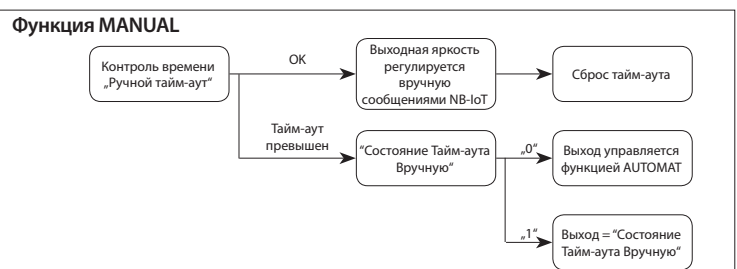 Функция MANUAL
Контроль времени
„Ручной тайм-аут“
OK
Выходная яркость
регулируется
вручную
сообщениями NB-IoT
Сброс тайм-аута
Тайм-аут
превышен
“Состояние Тайм-аута
Вручную“
„0“
Выход управляется
функцией AUTOMAT
„1“
Выход = “Состояние
Тайм-аута Вручную“